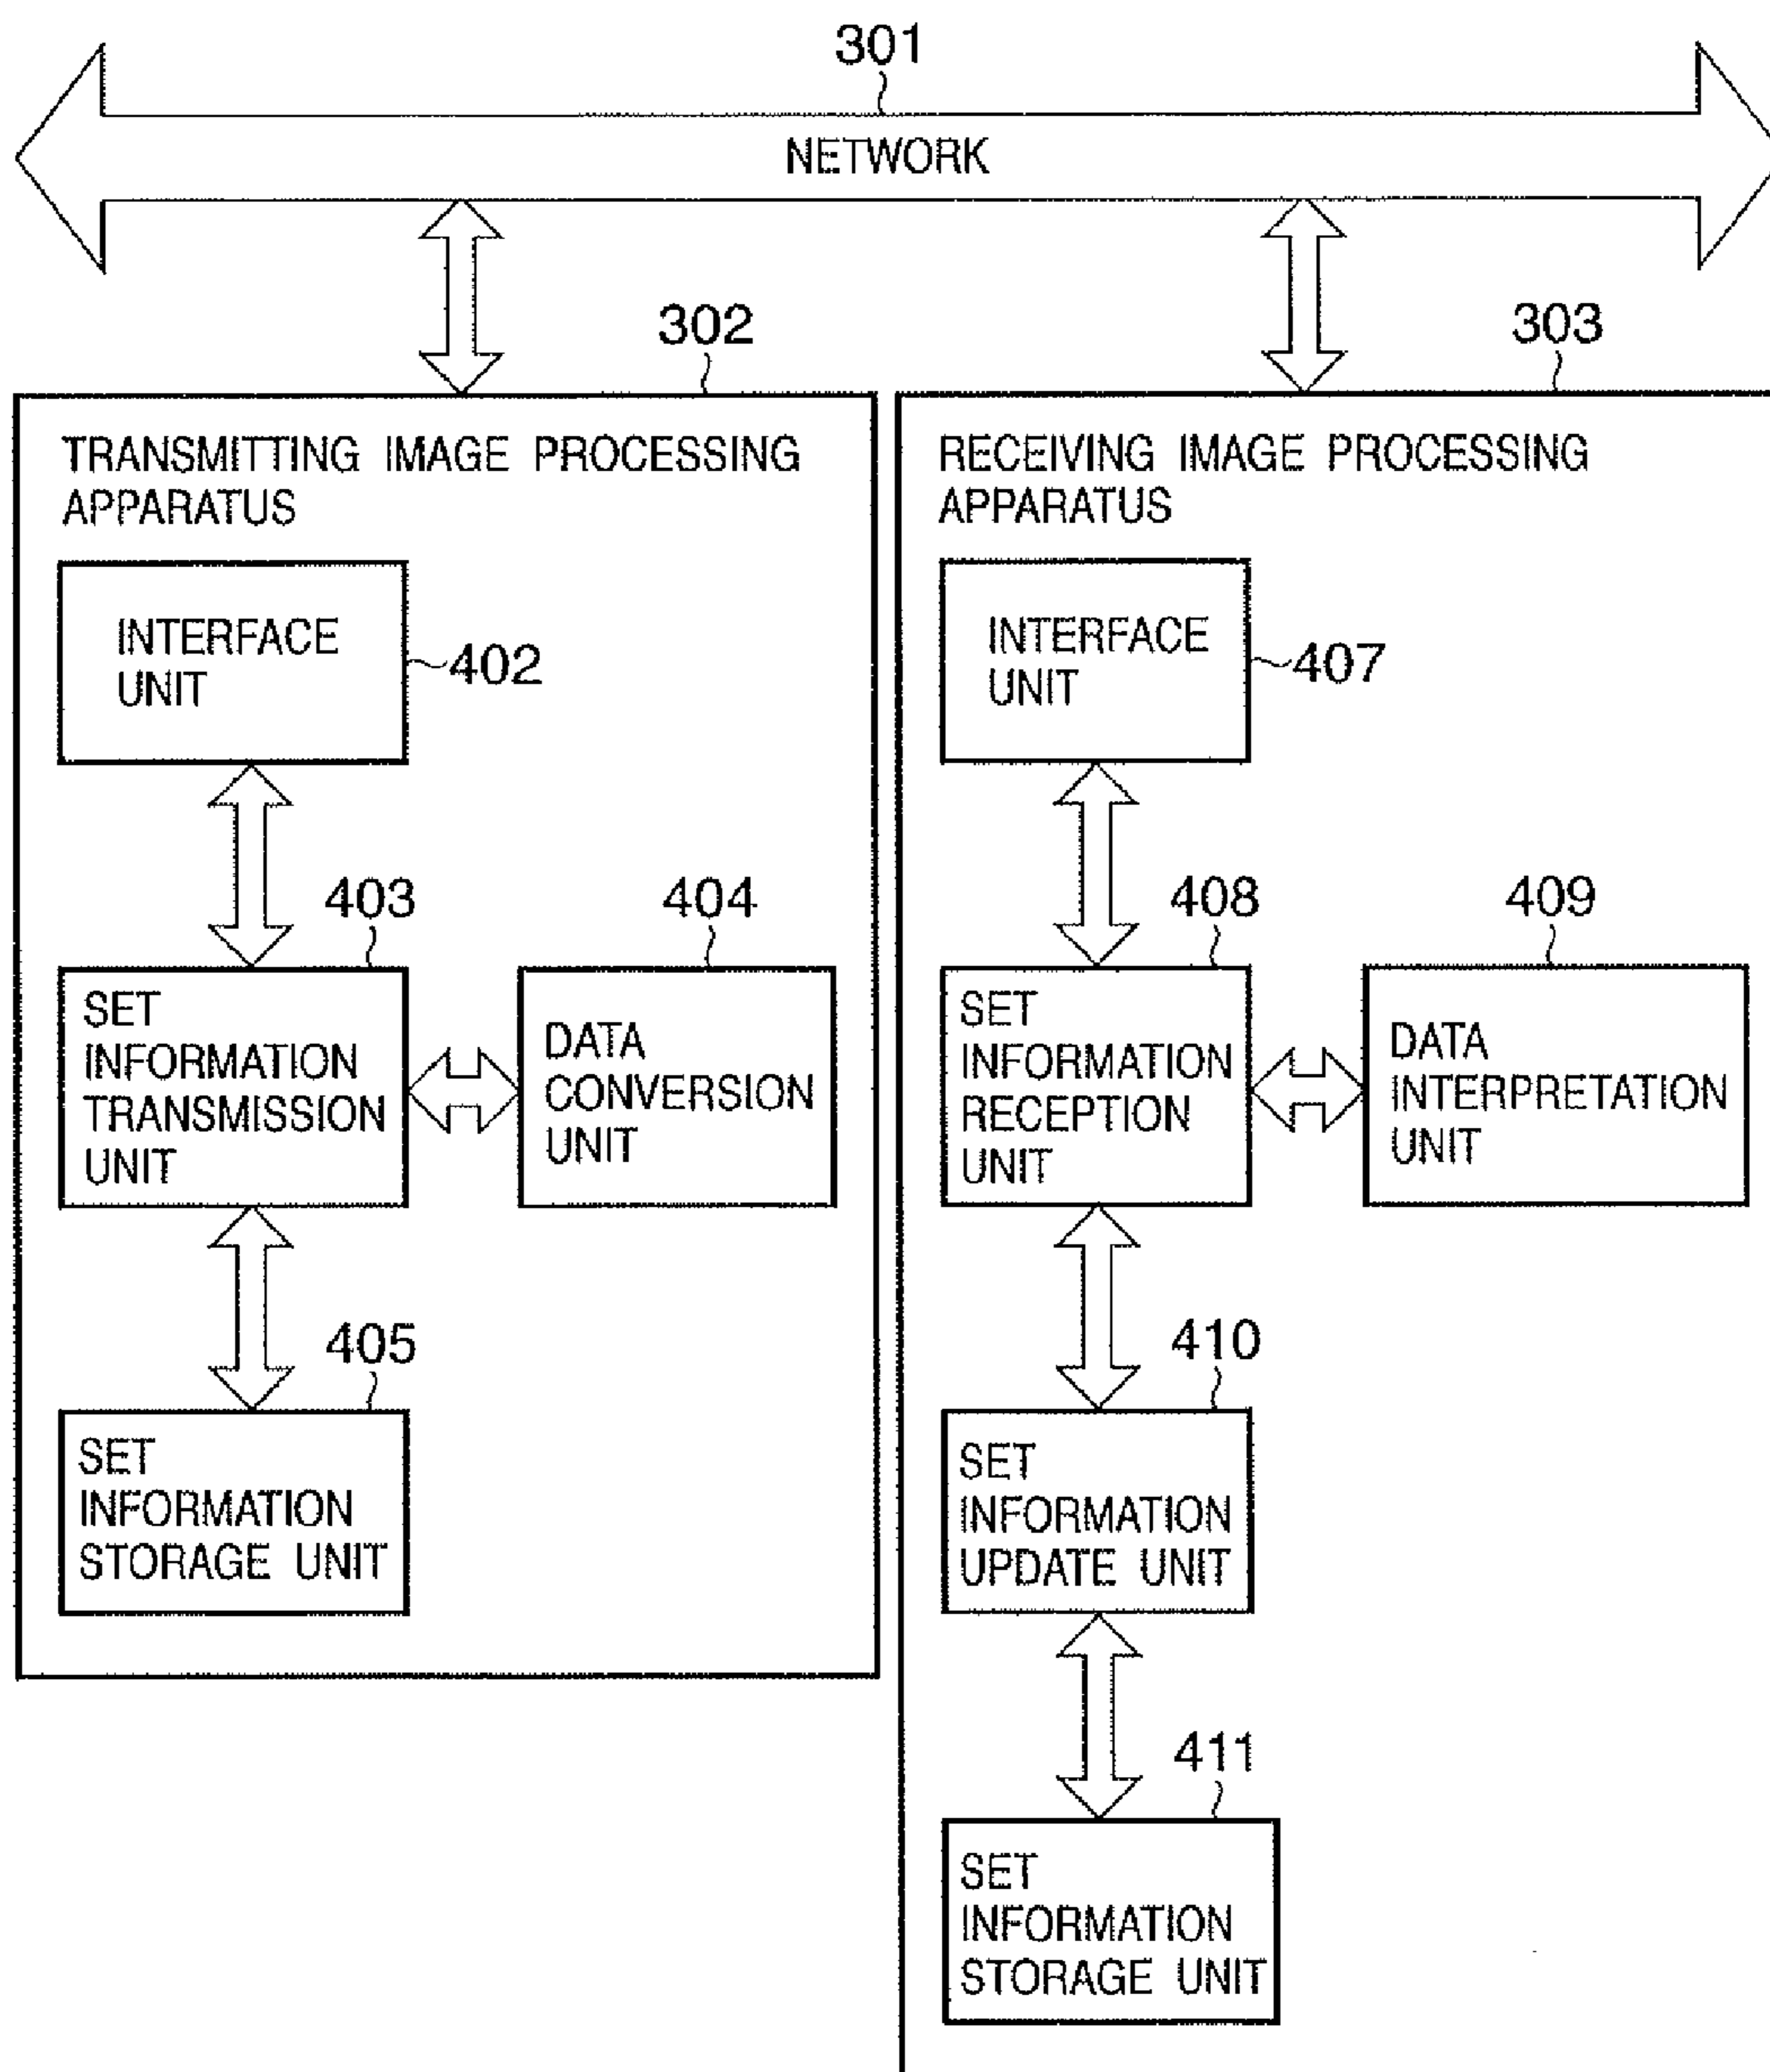 301
NETWORK
302
303
TRANSMITTING IMAGE PROCESSING
APPARATUS
INTERFACE
UNIT
402
403
404
SET
INFORMATION
TRANSMISSION
UNIT
DATA
CONVERSION
UNIT
405
SET
INFORMATION
STORAGE UNIT
RECEIVING IMAGE PROCESSING
APPARATUS
INTERFACE
UNIT
407
408
409
SET
INFORMATION
RECEPTION
UNIT
DATA
INTERPRETATION
UNIT
410
SET
INFORMATION
UPDATE UNIT
411
SET
INFORMATION
STORAGE UNIT